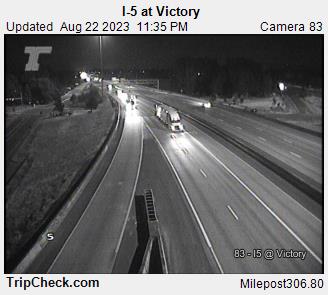 I-5 at Victory
Updated Aug 22 2023 11:35 PM Camera 83
T
S
83 - I5 @ Victory
TripCheck.com Milepost306.80